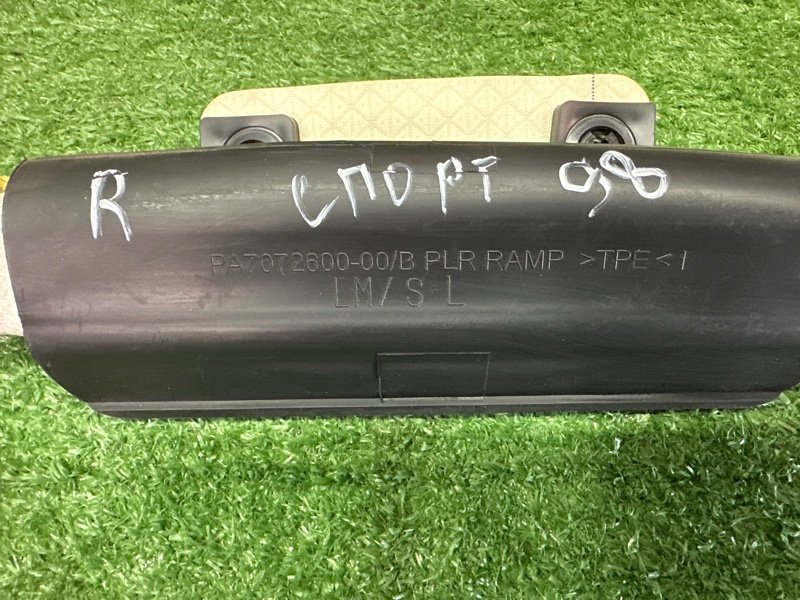 R СПОРТ 0,8
PA7072600-00/B PLR RAMP >TPE< I
LM/S L